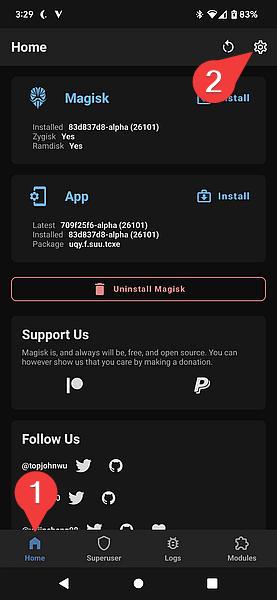 3:29
83%
Home
2
Magisk
Install
Installed 83d837d8-alpha (26101)
Zygisk Yes
Ramdisk Yes
App
Install
Latest 709f25f6-alpha (26101)
Installed 83d837d8-alpha (26101)
Package uqy.f.suu.tcxe
Uninstall Magisk
Support Us
Magisk is, and always will be, free, and open source. You can
however show us that you care by making a donation.
Follow Us
@topjohnwu
1
Home
Superuser
Logs
Modules